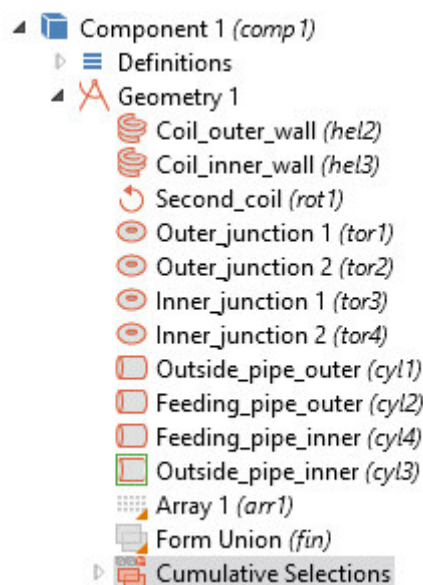 Component 1 (comp1)
Definitions
Geometry 1
Coil_outer_wall (hel2)
Coil_inner_wall (hel3)
Second_coil (rot1)
Outer_junction 1 (tor1)
Outer_junction 2 (tor2)
Inner_junction 1 (tor3)
Inner_junction 2 (tor4)
Outside_pipe_outer (cyl1)
Feeding_pipe_outer (cyl2)
Feeding_pipe_inner (cyl4)
Outside_pipe_inner (cyl3)
Array 1 (arr1)
Form Union (fin)
Cumulative Selections